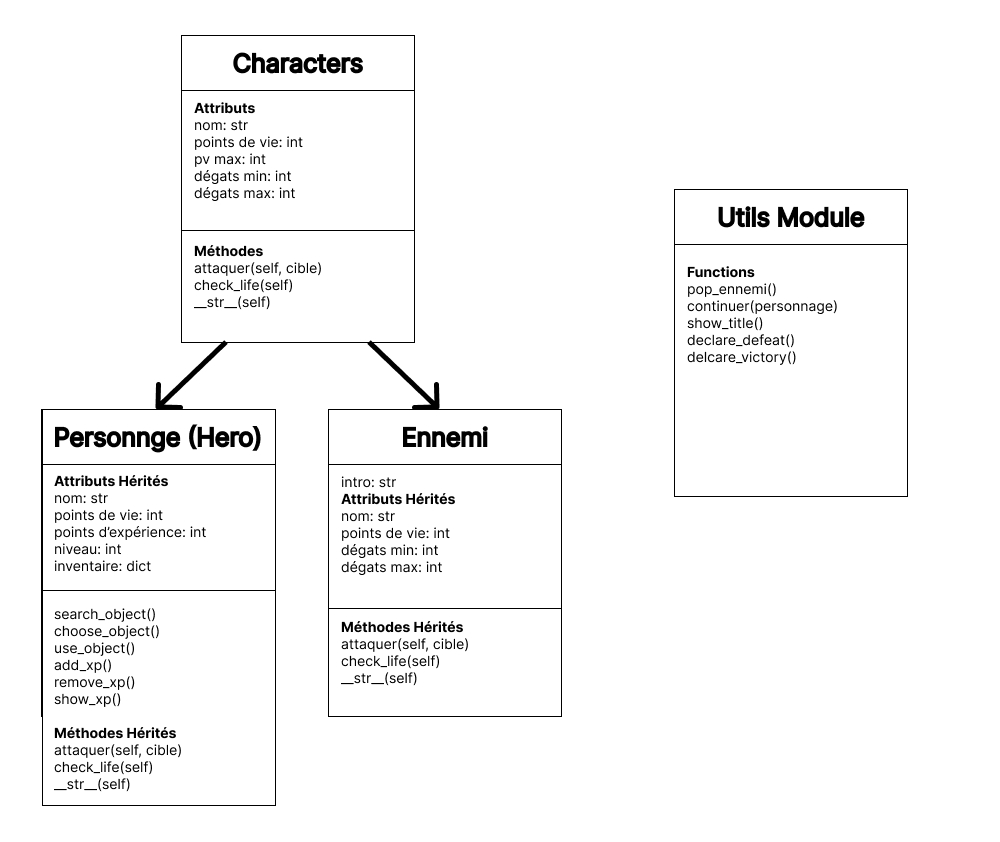 Characters
Attributs
nom: str
points de vie: int
pv max: int
dégats min: int
dégats max: int
Méthodes
attaquer(self, cible)
check_life(self)
__str__(self)
Personnge (Hero)
Attributs Hérités
nom: str
points de vie: int
points d’expérience: int
niveau: int
inventaire: dict
search_object()
choose_object()
use_object()
add_xp()
remove_xp()
show_xp()
Méthodes Hérités
attaquer(self, cible)
check_life(self)
__str__(self)
Ennemi
intro: str
Attributs Hérités
nom: str
points de vie: int
dégats min: int
dégats max: int
Méthodes Hérités
attaquer(self, cible)
check_life(self)
__str__(self)
Utils Module
Functions
pop_ennemi()
continuer(personnage)
show_title()
declare_defeat()
delcare_victory()